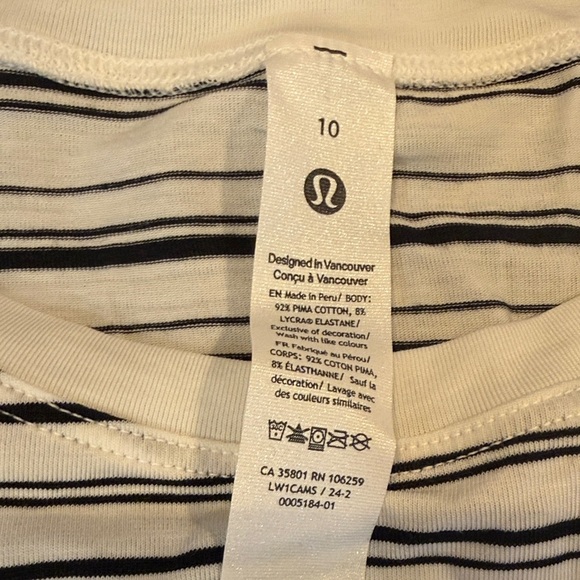 10
Designed in Vancouver
Conçu à Vancouver
EN Made in Peru/ BODY:
92% PIMA COTTON, 8%
LYCRA® ELASTANE/
Exclusive of decoration/
Wash with like colours
FR Fabriqué au Pérou/
CORPS: 92% COTON PIMA,
8% ÉLASTHANNE/ Sauf la
décoration/ Lavage avec
des couleurs similaires
CA 35801 RN 106259
LW1CAMS / 24-2
0005184-01